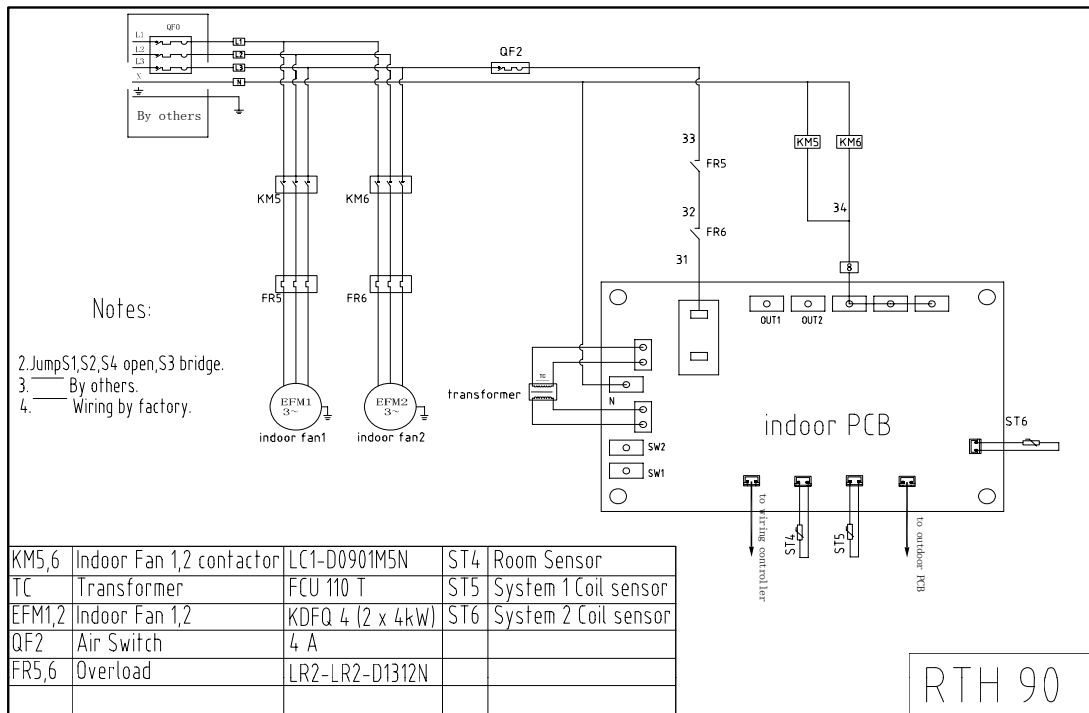 QF0
L1
L2
L3
X
By others
L1
L2
L3
N
QF2
33
FR5
32
FR6
31
KM5
KM6
34
8
KM5
KM6
FR5
FR6
EFM1
3~
indoor fan1
EFM2
3~
indoor fan2
Notes:
2.JumpS1,S2,S4 open,S3 bridge.
3. By others.
4. Wiring by factory.
TC
transformer
OUT1
OUT2
N
SW2
SW1
indoor PCB
ST6
to wiring controller
ST4
ST5
to outdoor PCB
KM5,6 Indoor Fan 1,2 contactor LC1-D0901M5N ST4 Room Sensor
TC Transformer FCU 110 T ST5 System 1 Coil sensor
EFM1,2 Indoor Fan 1,2 KDFQ 4 (2 x 4kW) ST6 System 2 Coil sensor
QF2 Air Switch 4 A
FR5,6 Overload LR2-LR2-D1312N
RTH 90